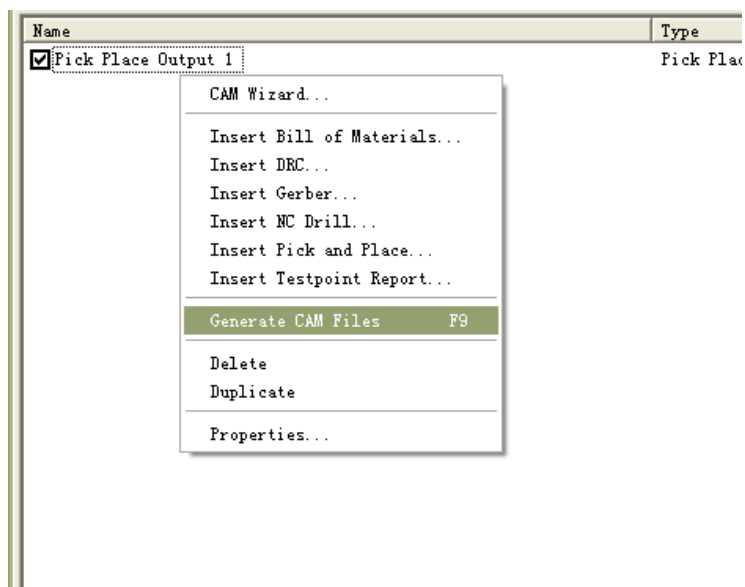 Name Type
Pick Place Output 1 Pick
CAM Wizard...
Insert Bill of Materials...
Insert DRC...
Insert Gerber...
Insert NC Drill...
Insert Pick and Place...
Insert Testpoint Report...
Generate CAM Files F9
Delete
Duplicate
Properties...